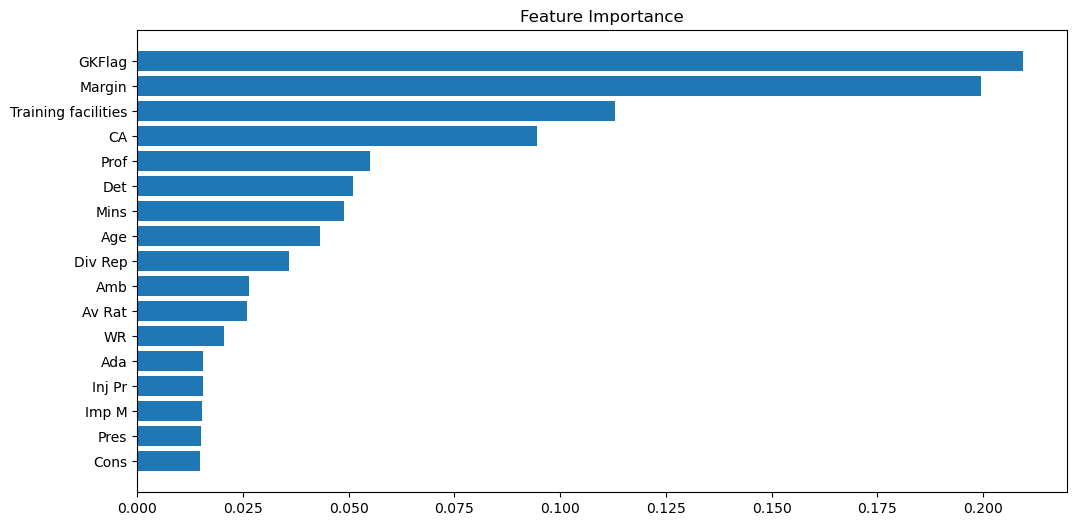 Feature Importance
GKFlag
Margin
Training facilities
CA
Prof
Det
Mins
Age
Div Rep
Amb
Av Rat
WR
Ada
Inj Pr
Imp M
Pres
Cons
0.000 0.025 0.050 0.075 0.100 0.125 0.150 0.175 0.200